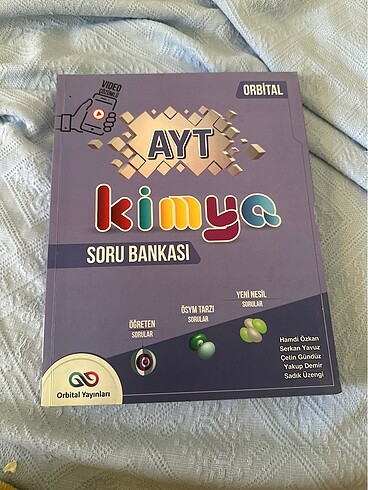 VIDEO
ÇÖZÜMLÜ
ORBİTAL
AYT
kimya
SORU BANKASI
ÖĞRETEN
SORULAR
ÖSYM TARZI
SORULAR
YENİ NESİL
SORULAR
Hamdi Özkan
Serkan Yavuz
Çetin Gündüz
Yakup Demir
Sadık Üzengi
Orbital Yayınları